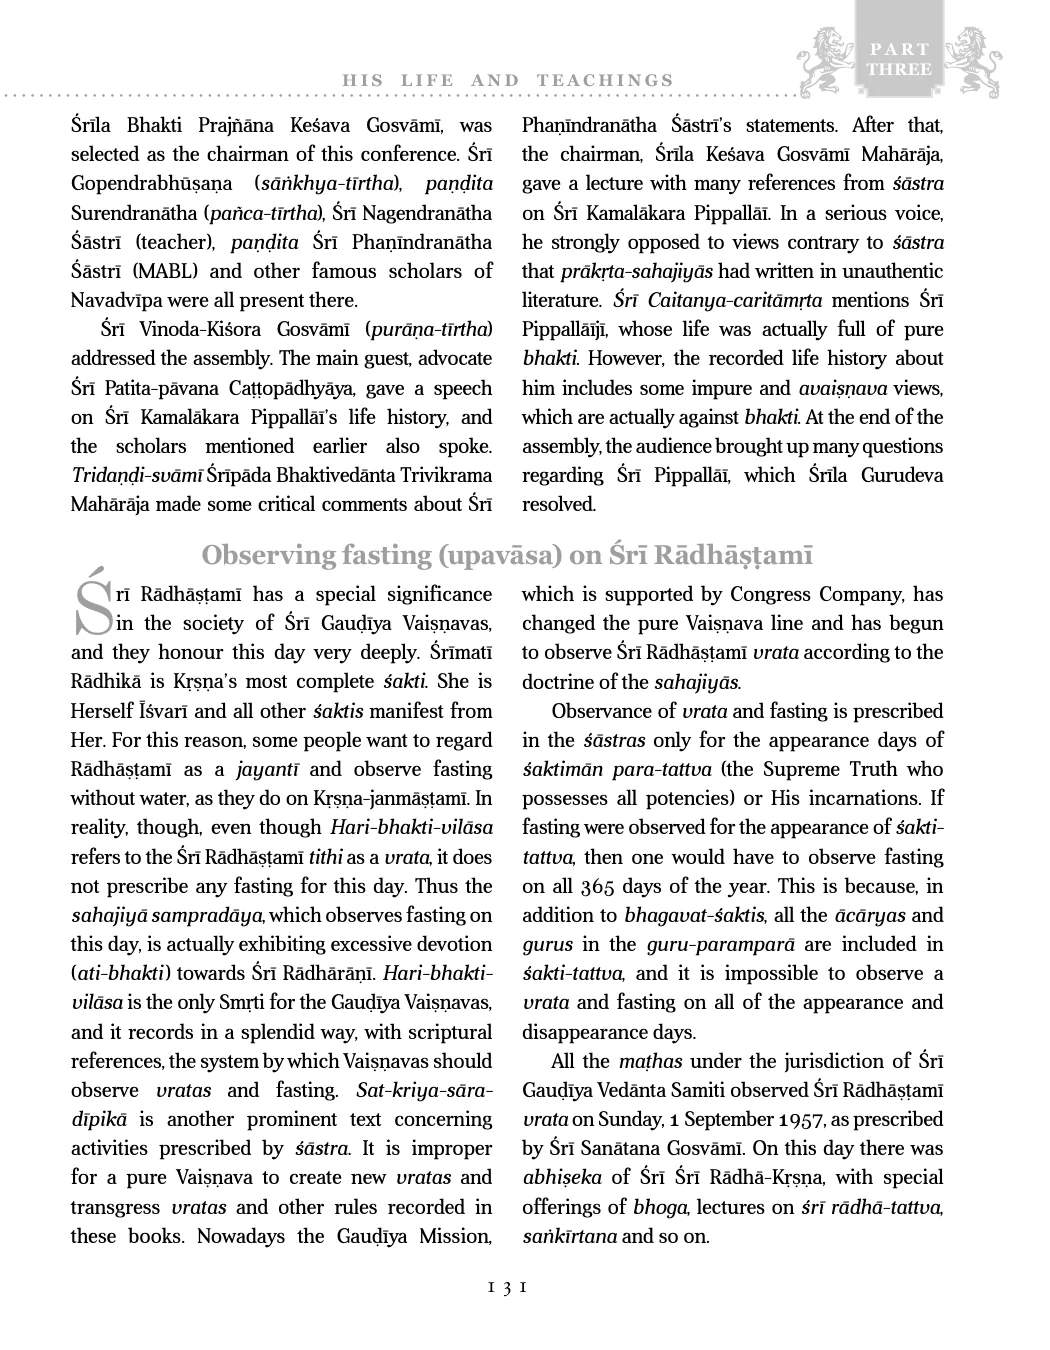 PART
THREE
HIS LIFE AND TEACHINGS
Śrīla Bhakti Prajñāna Keśava Gosvāmī, was
selected as the chairman of this conference. Śrī
Gopendrabhūṣaṇa (sāṅkhya-tīrtha), paṇḍita
Surendranātha (pañca-tīrtha), Śrī Nagendranātha
Śāstrī (teacher), paṇḍita Śrī Phaṇīndranātha
Śāstrī (MABL) and other famous scholars of
Navadvīpa were all present there.
Śrī Vinoda-Kiśora Gosvāmī (purāṇa-tīrtha)
addressed the assembly. The main guest, advocate
Śrī Patita-pāvana Caṭṭopādhyāya, gave a speech
on Śrī Kamalākara Pippallāī’s life history, and
the scholars mentioned earlier also spoke.
Tridaṇḍi-svāmī Śrīpāda Bhaktivedānta Trivikrama
Mahārāja made some critical comments about Śrī
Phaṇīndranātha Śāstrī’s statements. After that,
the chairman, Śrīla Keśava Gosvāmī Mahārāja,
gave a lecture with many references from śāstra
on Śrī Kamalākara Pippallāī. In a serious voice,
he strongly opposed to views contrary to śāstra
that prākṛta-sahajiyās had written in unauthentic
literature. Śrī Caitanya-caritāmṛta mentions Śrī
Pippallāījī, whose life was actually full of pure
bhakti. However, the recorded life history about
him includes some impure and avaiṣṇava views,
which are actually against bhakti. At the end of the
assembly, the audience brought up many questions
regarding Śrī Pippallāī, which Śrīla Gurudeva
resolved.
Observing fasting (upavāsa) on Śrī Rādhāṣṭamī
Śrī Rādhāṣṭamī has a special significance
in the society of Śrī Gauḍīya Vaiṣṇavas,
and they honour this day very deeply. Śrīmatī
Rādhikā is Kṛṣṇa’s most complete śakti. She is
Herself Īśvarī and all other śaktis manifest from
Her. For this reason, some people want to regard
Rādhāṣṭamī as a jayantī and observe fasting
without water, as they do on Kṛṣṇa-janmāṣṭamī. In
reality, though, even though Hari-bhakti-vilāsa
refers to the Śrī Rādhāṣṭamī tithi as a vrata, it does
not prescribe any fasting for this day. Thus the
sahajiyā sampradāya, which observes fasting on
this day, is actually exhibiting excessive devotion
(ati-bhakti) towards Śrī Rādhārāṇī. Hari-bhakti-
vilāsa is the only Smṛti for the Gauḍīya Vaiṣṇavas,
and it records in a splendid way, with scriptural
references, the system by which Vaiṣṇavas should
observe vratas and fasting. Sat-kriya-sāra-
dīpikā is another prominent text concerning
activities prescribed by śāstra. It is improper
for a pure Vaiṣṇava to create new vratas and
transgress vratas and other rules recorded in
these books. Nowadays the Gauḍīya Mission,
which is supported by Congress Company, has
changed the pure Vaiṣṇava line and has begun
to observe Śrī Rādhāṣṭamī vrata according to the
doctrine of the sahajiyās.
Observance of vrata and fasting is prescribed
in the śāstras only for the appearance days of
śaktimān para-tattva (the Supreme Truth who
possesses all potencies) or His incarnations. If
fasting were observed for the appearance of śakti-
tattva, then one would have to observe fasting
on all 365 days of the year. This is because, in
addition to bhagavat-śaktis, all the ācāryas and
gurus in the guru-paramparā are included in
śakti-tattva, and it is impossible to observe a
vrata and fasting on all of the appearance and
disappearance days.
All the maṭhas under the jurisdiction of Śrī
Gauḍīya Vedānta Samiti observed Śrī Rādhāṣṭamī
vrata on Sunday, 1 September 1957, as prescribed
by Śrī Sanātana Gosvāmī. On this day there was
abhiṣeka of Śrī Śrī Rādhā-Kṛṣṇa, with special
offerings of bhoga, lectures on śrī rādhā-tattva,
saṅkīrtana and so on.
131